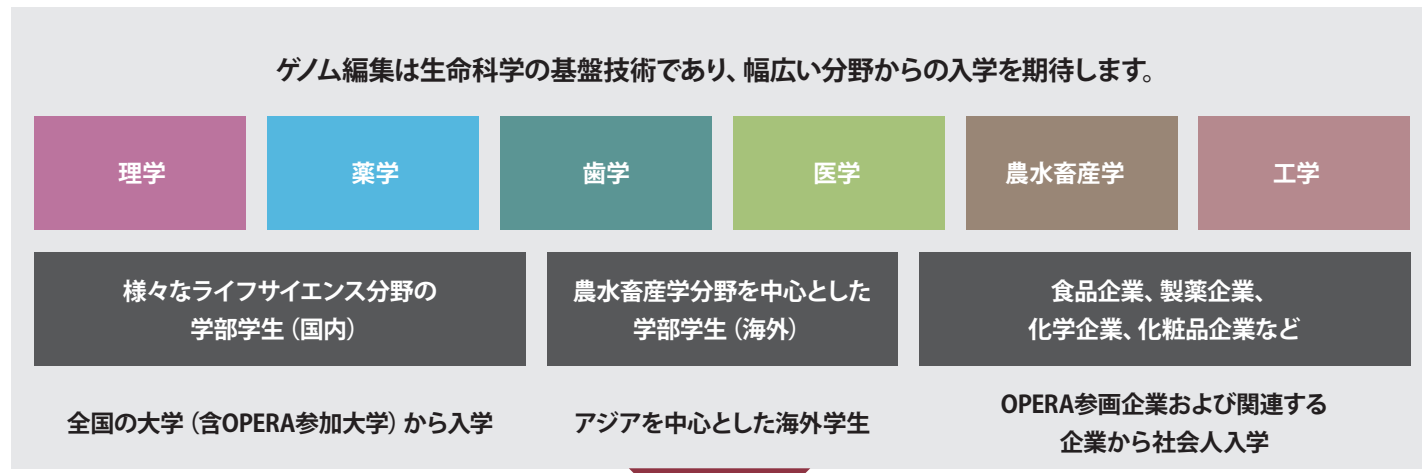 ゲノム編集は生命科学の基盤技術であり、幅広い分野からの入学を期待します。
理学
薬学
歯学
医学
農水畜産学
工学
様々なライフサイエンス分野の
学部学生（国内）
農水畜産学分野を中心とした
学部学生（海外）
食品企業、製薬企業、
化学企業、化粧品企業など
全国の大学（含OPERA参加大学）から入学
アジアを中心とした海外学生
OPERA参画企業および関連する
企業から社会人入学